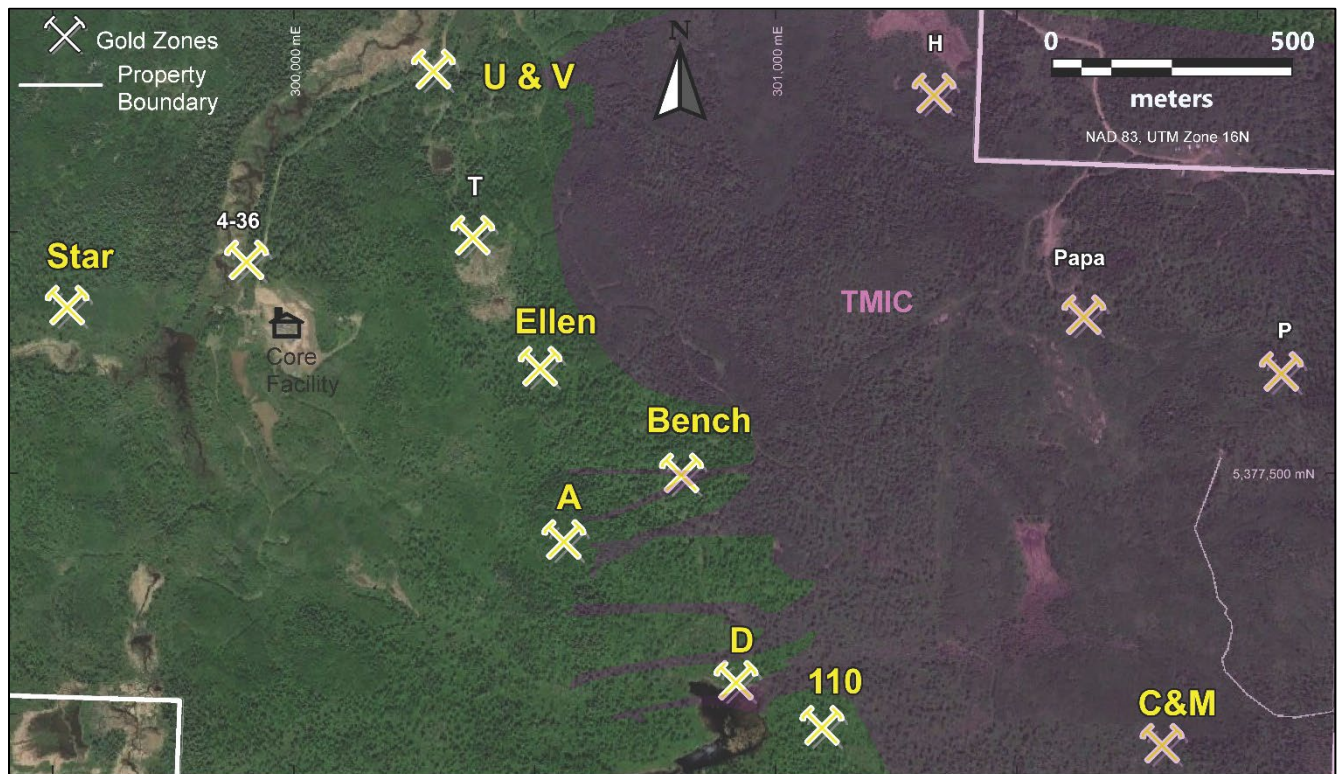 Gold Zones
Property
Boundary
300,000 mE
U & V
N
301,000 mE
H
0 500
meters
NAD 83, UTM Zone 16N
T
4-36
Star
Papa
TMIC
P
Ellen
Core
Facility
Bench
5,377,500 mN
A
D
110
C&M